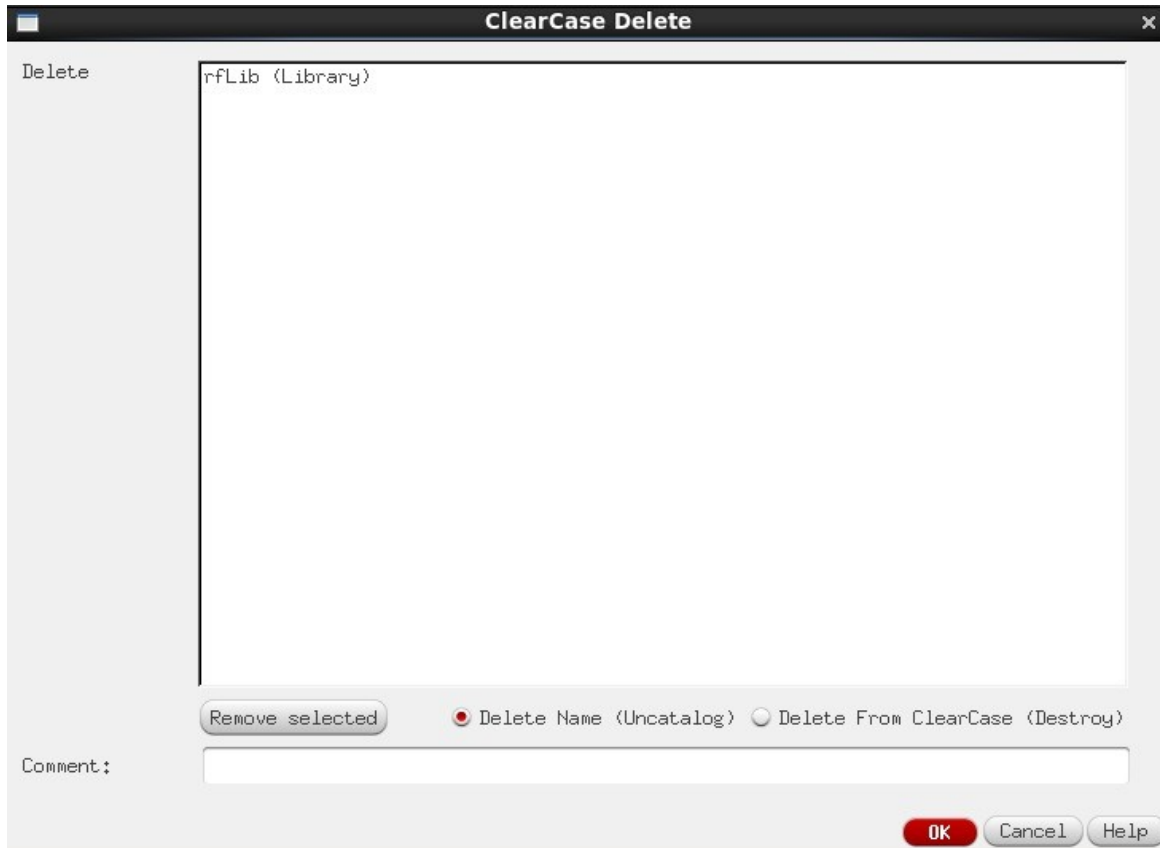 ClearCase Delete
Delete
rfLib (Library)
Remove selected
Delete Name (Uncatalog)
Delete From ClearCase (Destroy)
Comment:
OK
Cancel
Help